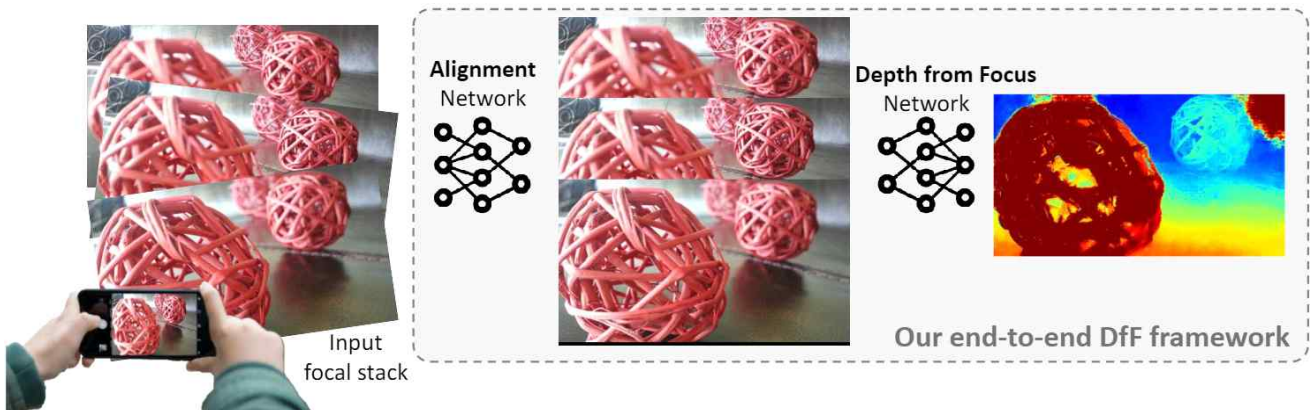 Input
focal stack
Alignment
Network
Depth from Focus
Network
Our end-to-end DfF framework